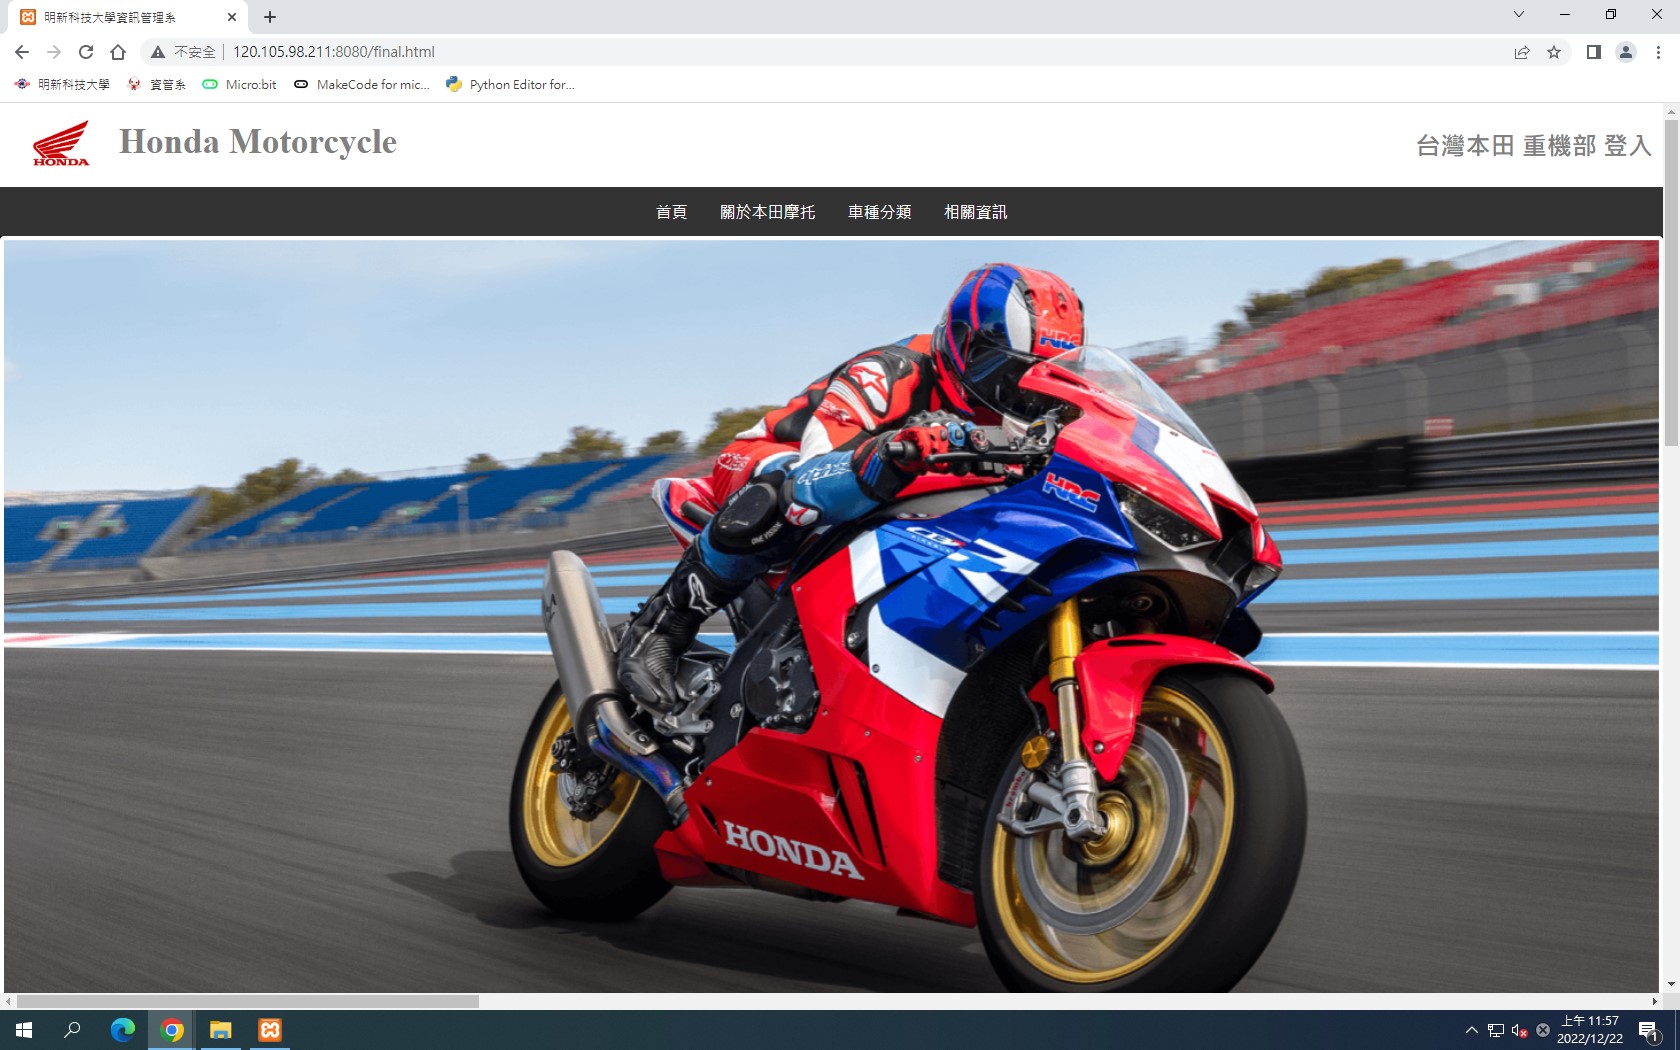 明新科技大學資訊管理系
不安全 120.105.98.211:8080/final.html
明新科技大學 資管系 Micro:bit MakeCode for mic... Python Editor for...
HONDA
Honda Motorcycle
台灣本田 重機部 登入
首頁 關於本田摩托 車種分類 相關資訊
HRC
HRC
HONDA
上午 11:57
2022/12/22
1